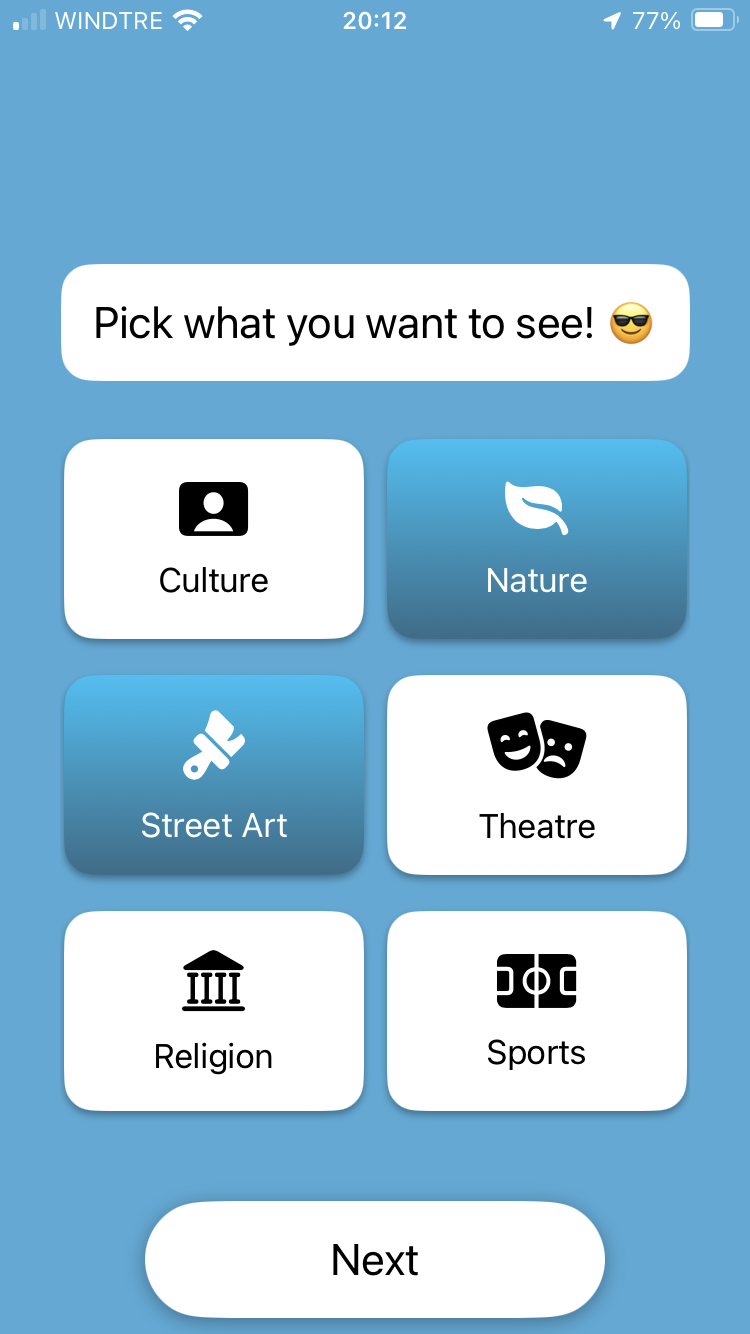 WINDTRE 20:12 77%
Pick what you want to see! 😎
Culture
Nature
Street Art
Theatre
Religion
Sports
Next